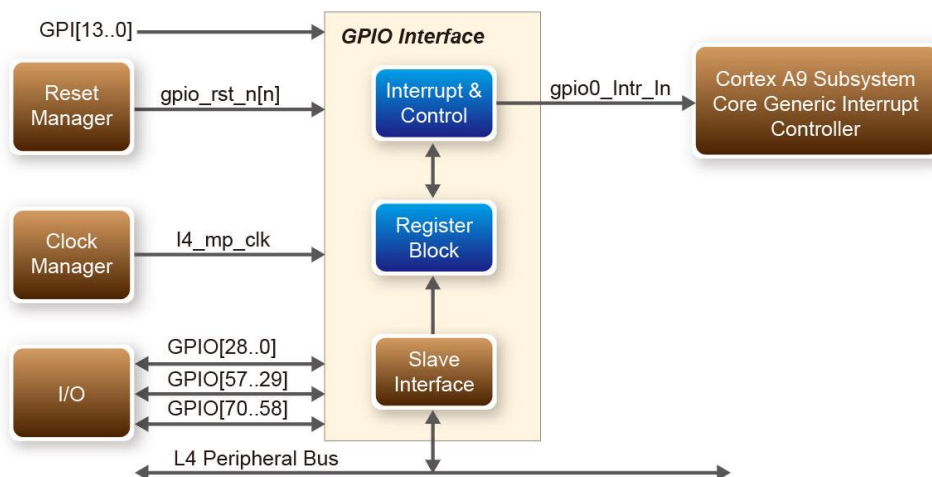 GPI[13..0]
GPIO Interface
Reset
Manager
gpio_rst_n[n]
Interrupt &
Control
gpio0_Intr_In
Cortex A9 Subsystem
Core Generic Interrupt
Controller
Clock
Manager
l4_mp_clk
Register
Block
I/O
GPIO[28..0]
GPIO[57..29]
GPIO[70..58]
Slave
Interface
L4 Peripheral Bus